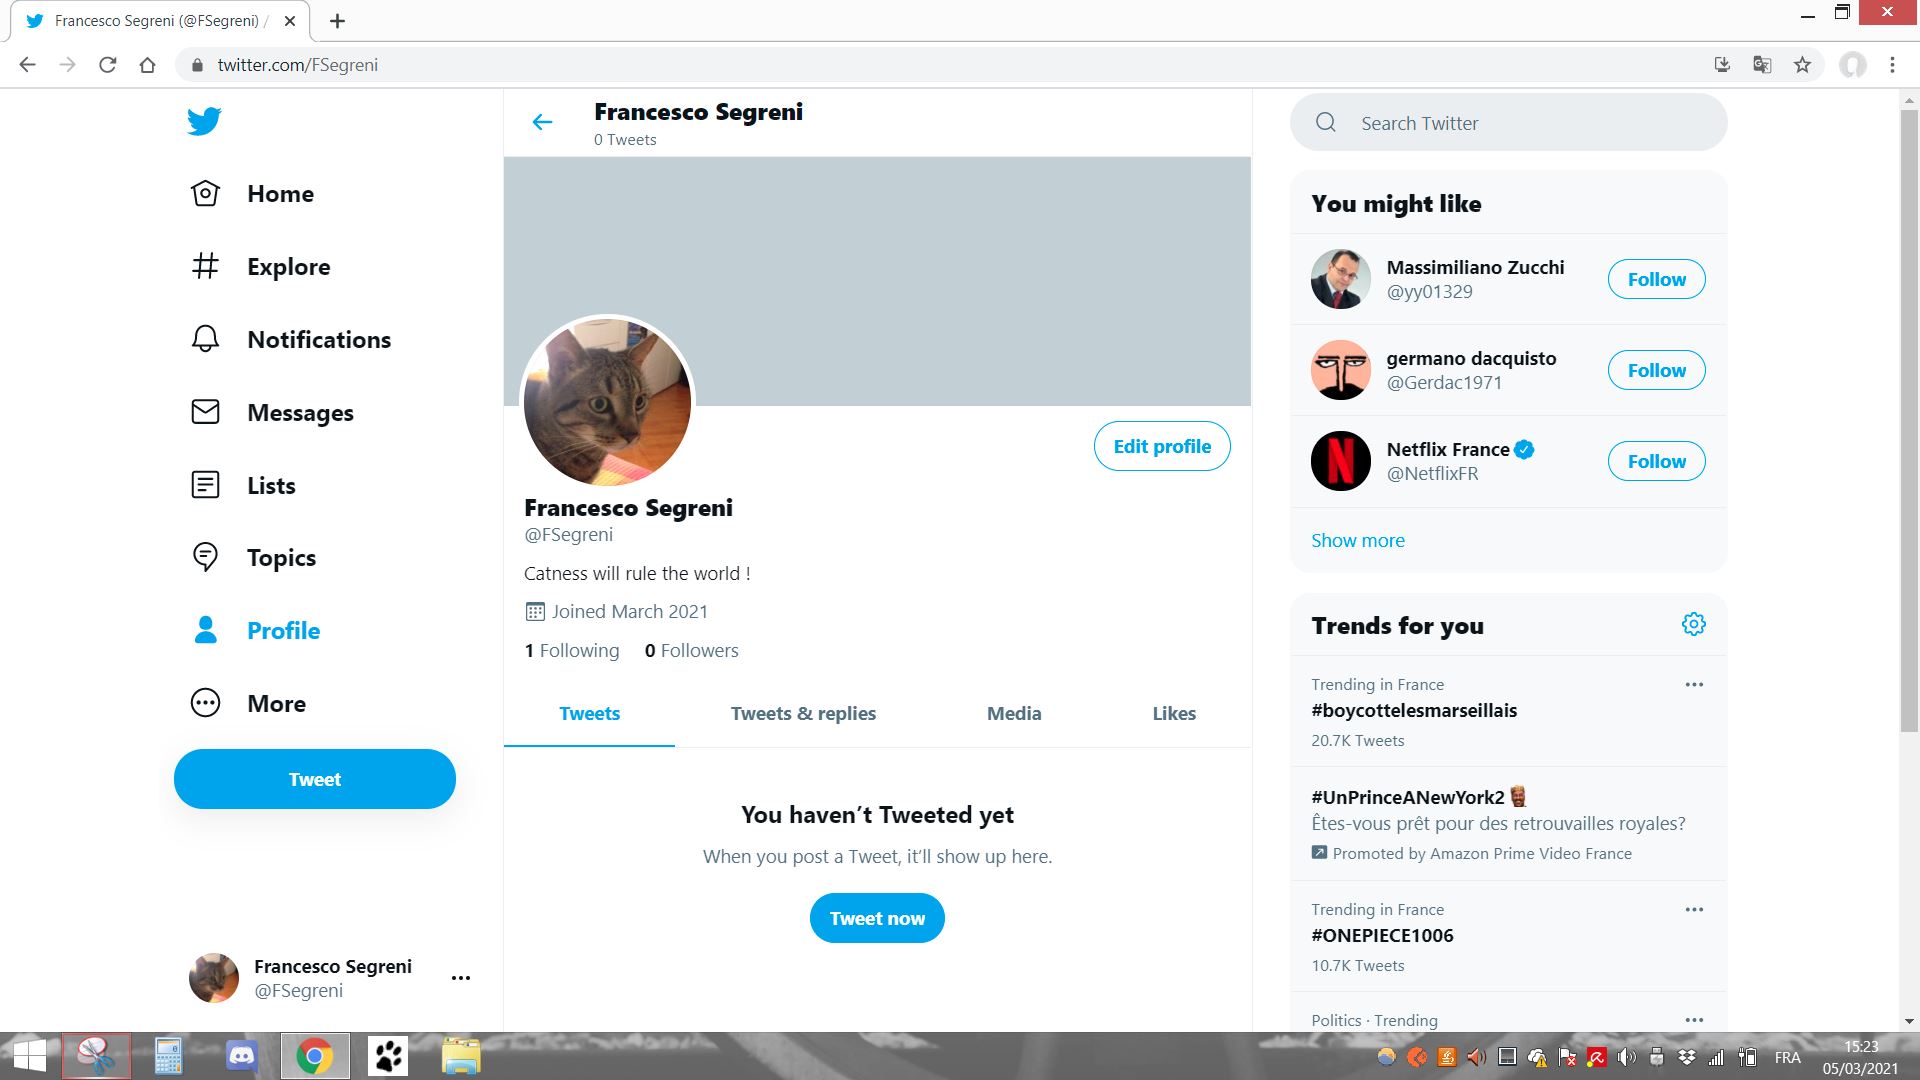 Francesco Segreni (@FSegreni) /
twitter.com/FSegreni
Home
Explore
Notifications
Messages
Lists
Topics
Profile
More
Tweet
Francesco Segreni
@FSegreni
Francesco Segreni
0 Tweets
Edit profile
Francesco Segreni
@FSegreni
Catness will rule the world !
Joined March 2021
1 Following 0 Followers
Tweets Tweets & replies Media Likes
You haven’t Tweeted yet
When you post a Tweet, it’ll show up here.
Tweet now
Search Twitter
You might like
Massimiliano Zucchi
@yy01329
Follow
germano dacquisto
@Gerdac1971
Follow
Netflix France
@NetflixFR
Follow
Show more
Trends for you
Trending in France
#boycottelesmarseillais
20.7K Tweets
#UnPrinceANewYork2
Êtes-vous prêt pour des retrouvailles royales?
Promoted by Amazon Prime Video France
Trending in France
#ONEPIECE1006
10.7K Tweets
Politics · Trending
FRA
15:23
05/03/2021